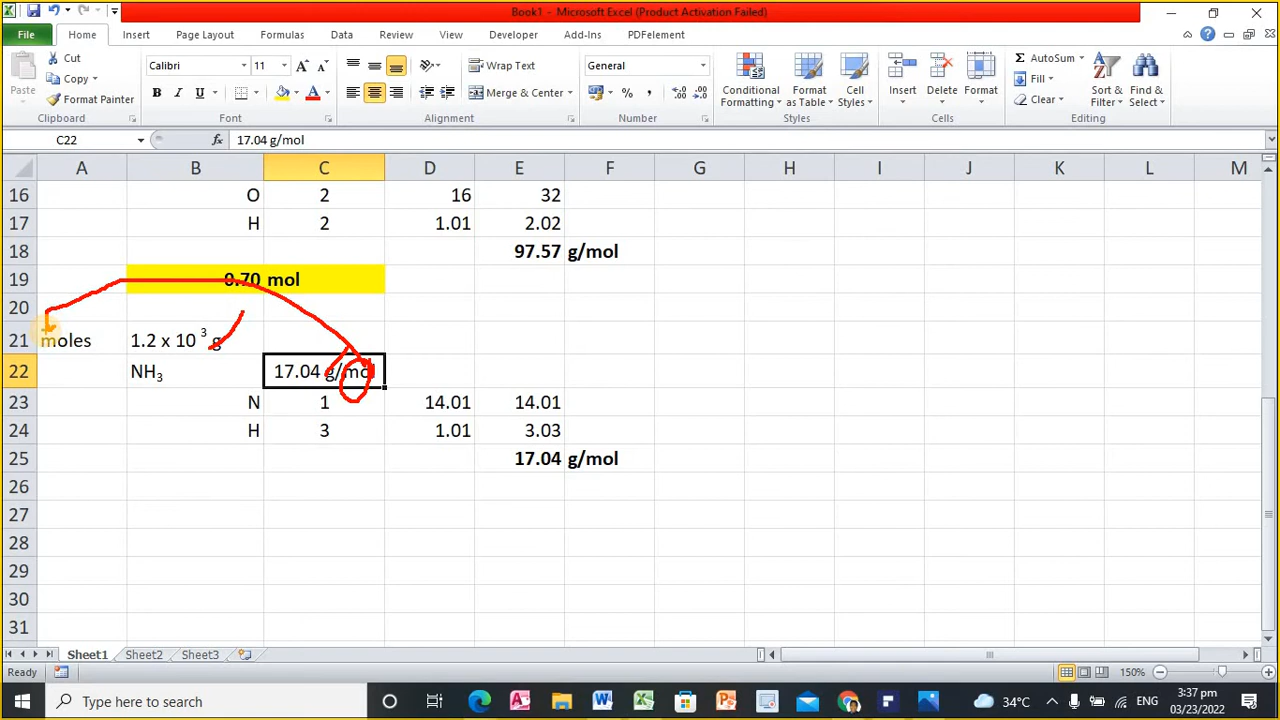 Book1 - Microsoft Excel (Product Activation Failed)
File Home Insert Page Layout Formulas Data Review View Developer Add-Ins PDFelement
Paste
Cut
Copy
Format Painter
Clipboard
Calibri 11
B I U A
Font
Wrap Text
Merge & Center
Alignment
General
% ,
Number
Conditional Formatting
Format as Table
Cell Styles
Styles
Insert Delete Format
Cells
Σ AutoSum
Fill
Clear
Sort & Filter
Find & Select
Editing
C22 fx 17.04 g/mol
A B C D E F G H I J K L M
16 O 2 16 32
17 H 2 1.01 2.02
18 97.57 g/mol
19 0.70 mol
20
21 moles 1.2 x 10 ³ g
22 NH₃ 17.04 g/mol
23 N 1 14.01 14.01
24 H 3 1.01 3.03
25 17.04 g/mol
26
27
28
29
30
31
Sheet1 Sheet2 Sheet3
Ready 150%
Type here to search 34°C ENG 3:37 pm
03/23/2022